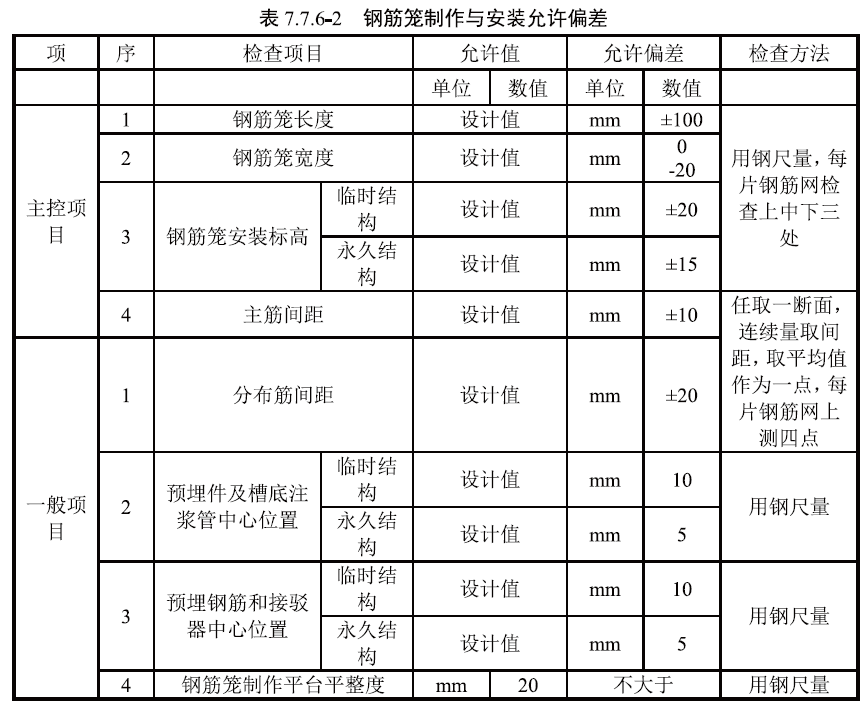 表 7.7.6-2 钢筋笼制作与安装允许偏差
项 序 检查项目 允许值 允许偏差 检查方法
单位 数值 单位 数值
主控项
目
1 钢筋笼长度 设计值 mm ±100
2 钢筋笼宽度 设计值 mm 0
-20
3 钢筋笼安装标高
临时结
构
设计值 mm ±20
永久结
构
设计值 mm ±15
用钢尺量，每
片钢筋网检
查上中下三
处
4 主筋间距 设计值 mm ±10
任取一断面，
连续量取间
距，取平均值
作为一点，每
片钢筋网上
测四点
一般项
目
1 分布筋间距 设计值 mm ±20
2 预埋件及槽底注
浆管中心位置
临时结
构
设计值 mm 10
永久结
构
设计值 mm 5
用钢尺量
3 预埋钢筋和接驳
器中心位置
临时结
构
设计值 mm 10
永久结
构
设计值 mm 5
用钢尺量
4 钢筋笼制作平台平整度 mm 20 不大于 用钢尺量